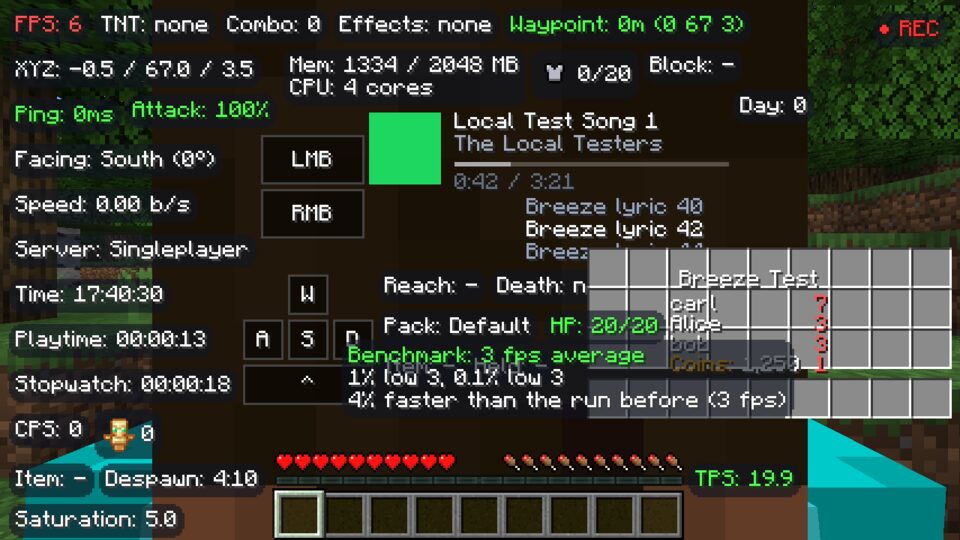 FPS: 6 TNT: none Combo: 0 Effects: none Waypoint: 0m (0 67 3)
REC
XYZ: -0.5 / 67.0 / 3.5
Mem: 1334 / 2048 MB
CPU: 4 cores
0/20
Block: -
Ping: 0ms
Attack: 100%
Day: 0
Local Test Song 1
The Local Testers
LMB
Facing: South (0°)
0:42 / 3:21
Speed: 0.00 b/s
RMB
Breeze lyric 40
Breeze lyric 42
Breeze
Server: Singleplayer
Breeze Test
Reach: - Death:
Time: 17:40:30
W
carl 7
Alice 3
bob 3
Coins: 1,250 1
Pack: Default HP: 20/20
Playtime: 00:00:13
A S D
Benchmark: 3 fps average
1% low 3, 0.1% low 3
4% faster than the run before (3 fps)
Stopwatch: 00:00:18
^
CPS: 0
0
Item: - Despawn: 4:10
TPS: 19.9
Saturation: 5.0